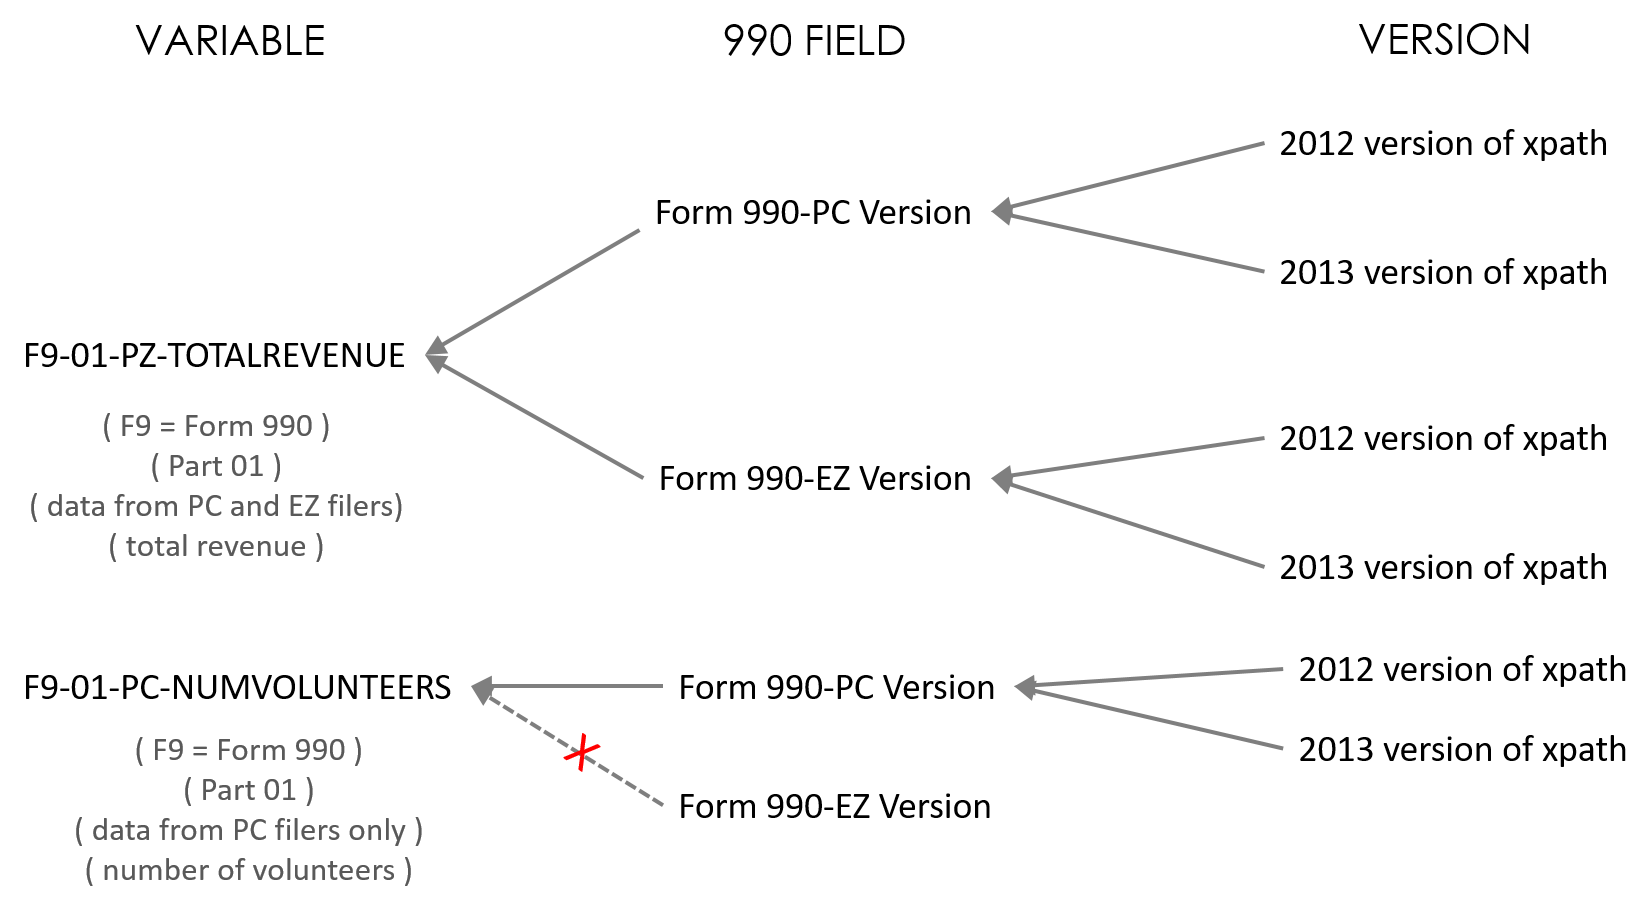 VARIABLE
990 FIELD
VERSION
2012 version of xpath
Form 990-PC Version
2013 version of xpath
F9-01-PZ-TOTALREVENUE
( F9 = Form 990 )
( Part 01 )
( data from PC and EZ filers)
( total revenue )
2012 version of xpath
Form 990-EZ Version
2013 version of xpath
F9-01-PC-NUMVOLUNTEERS
( F9 = Form 990 )
( Part 01 )
( data from PC filers only )
( number of volunteers )
Form 990-PC Version
2012 version of xpath
2013 version of xpath
Form 990-EZ Version